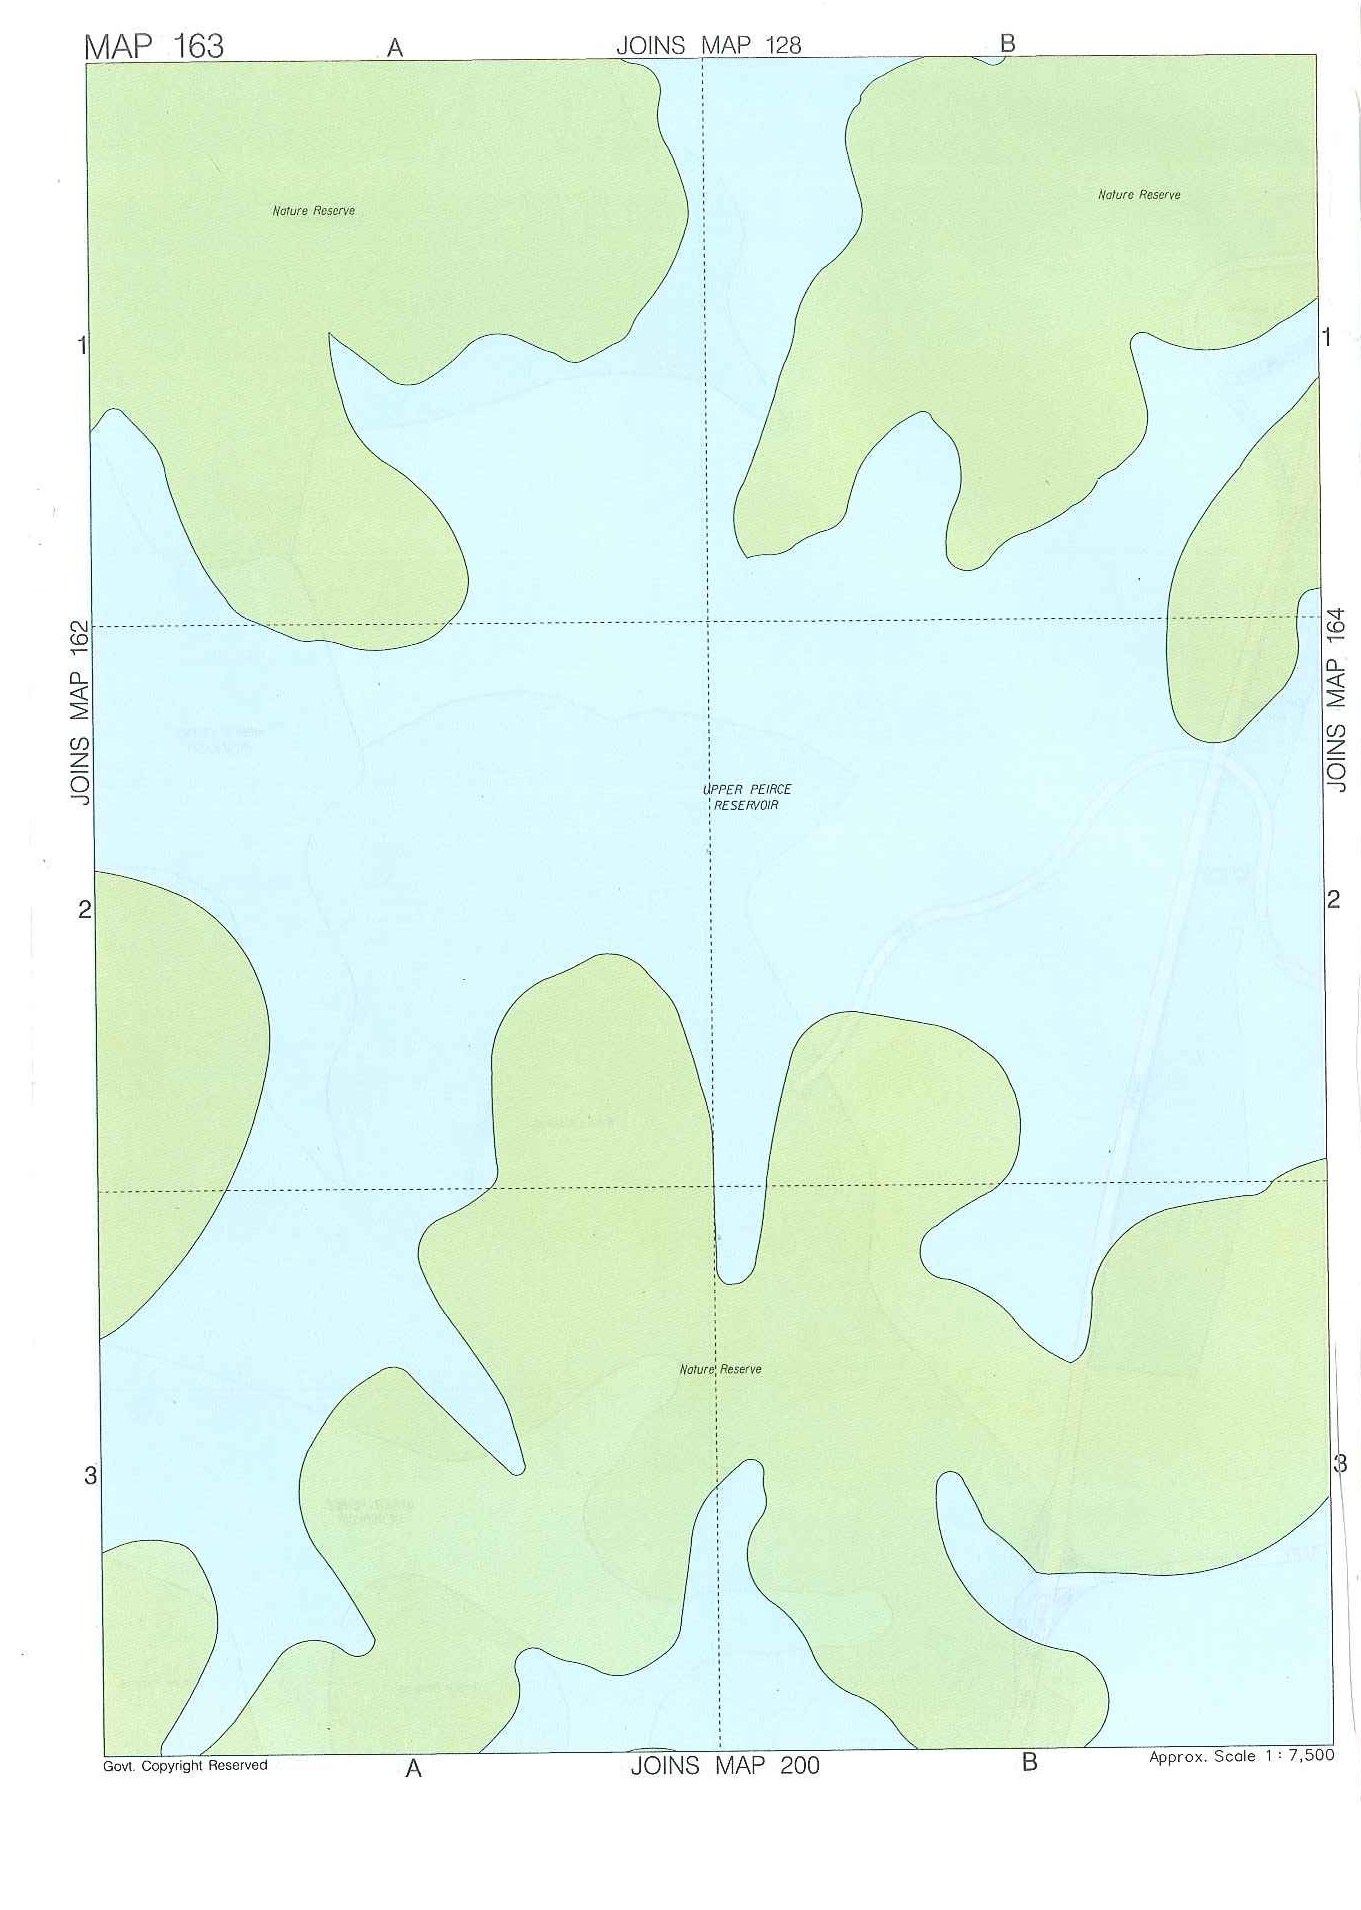 MAP 163
A
JOINS MAP 128
B
Nature Reserve
Nature Reserve
1
1
JOINS MAP 162
JOINS MAP 164
UPPER PEIRCE
RESERVOIR
2
2
Nature Reserve
3
3
Govt. Copyright Reserved
A
JOINS MAP 200
B
Approx. Scale 1 : 7,500